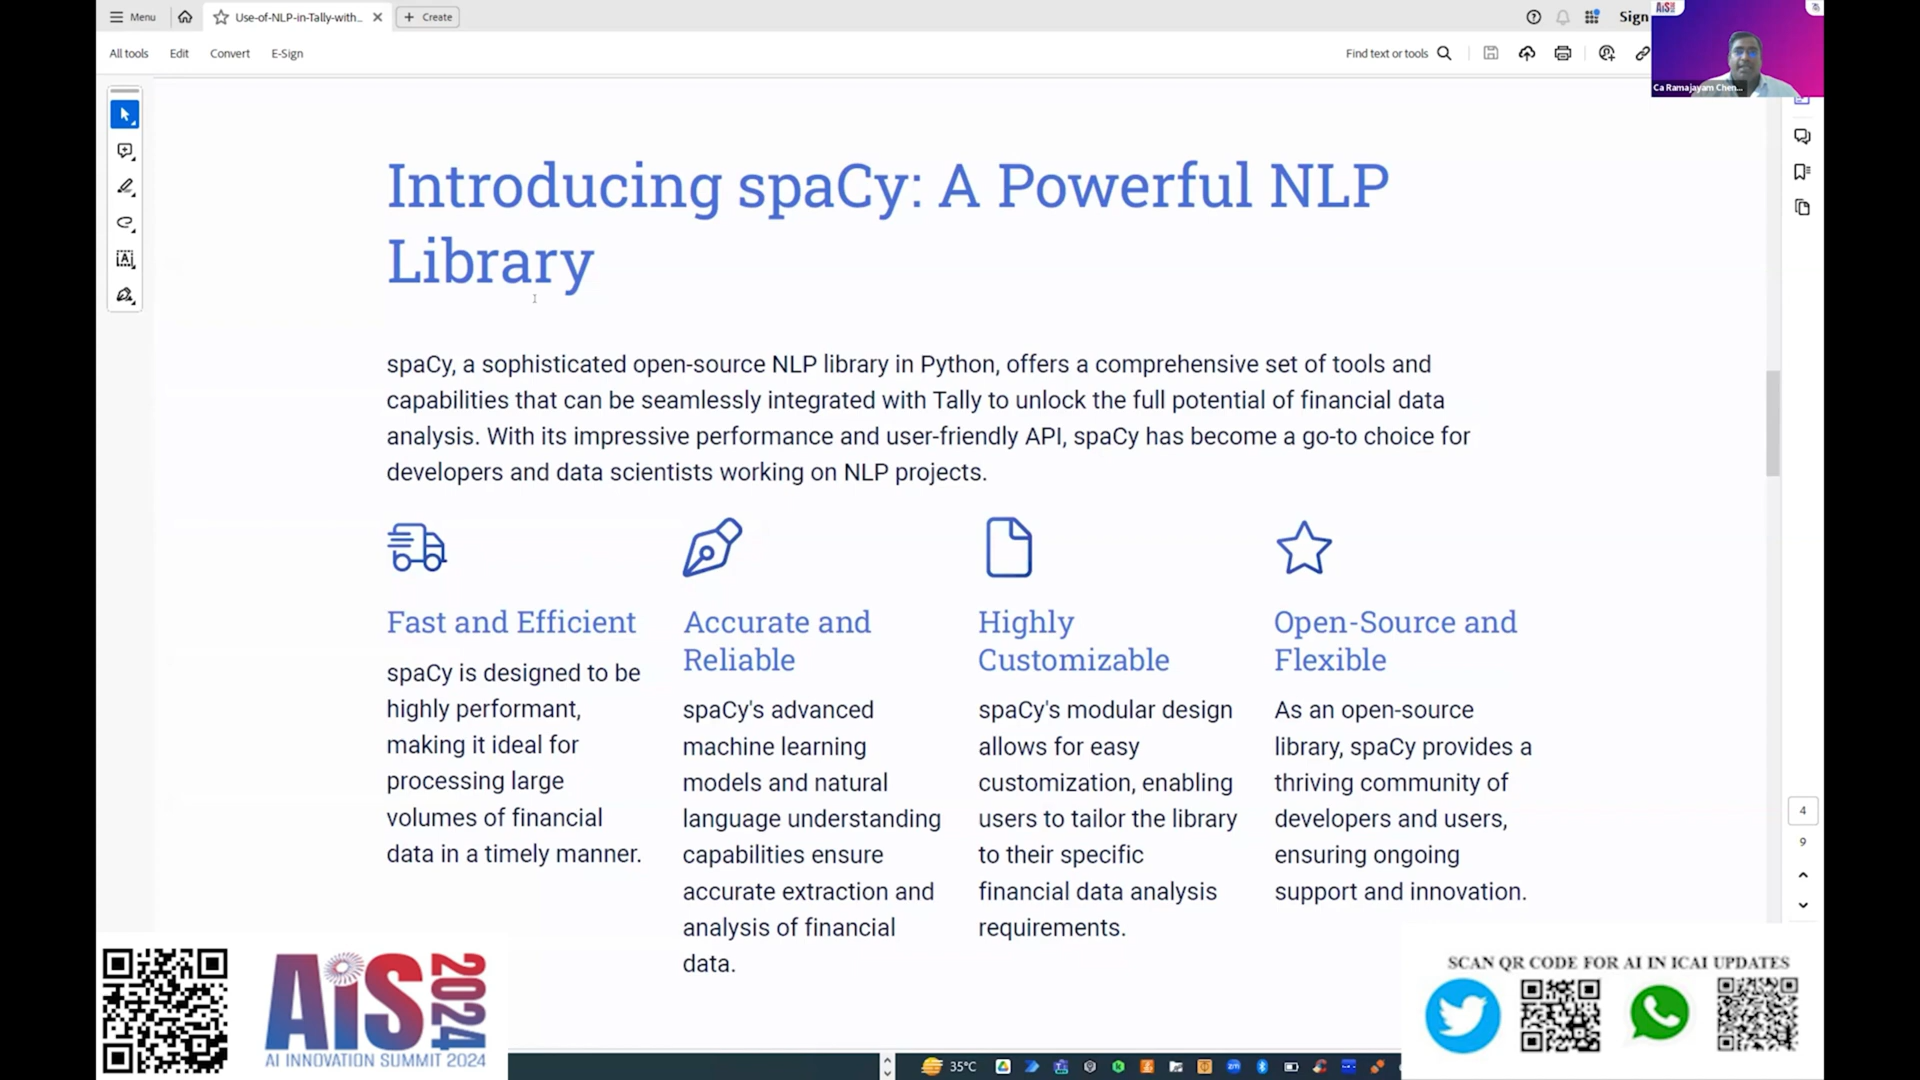 Menu
Use-of-NLP-in-Tally-with...
Create
Sign
AiS
All tools
Edit
Convert
E-Sign
Find text or tools
Ca Ramajayam Chen...
Introducing spaCy: A Powerful NLP
Library
spaCy, a sophisticated open-source NLP library in Python, offers a comprehensive set of tools and
capabilities that can be seamlessly integrated with Tally to unlock the full potential of financial data
analysis. With its impressive performance and user-friendly API, spaCy has become a go-to choice for
developers and data scientists working on NLP projects.
Fast and Efficient
spaCy is designed to be
highly performant,
making it ideal for
processing large
volumes of financial
data in a timely manner.
Accurate and
Reliable
spaCy's advanced
machine learning
models and natural
language understanding
capabilities ensure
accurate extraction and
analysis of financial
data.
Highly
Customizable
spaCy's modular design
allows for easy
customization, enabling
users to tailor the library
to their specific
financial data analysis
requirements.
Open-Source and
Flexible
As an open-source
library, spaCy provides a
thriving community of
developers and users,
ensuring ongoing
support and innovation.
4
9
AiS
2024
AI INNOVATION SUMMIT 2024
35°C
zm
SCAN QR CODE FOR AI IN ICAI UPDATES